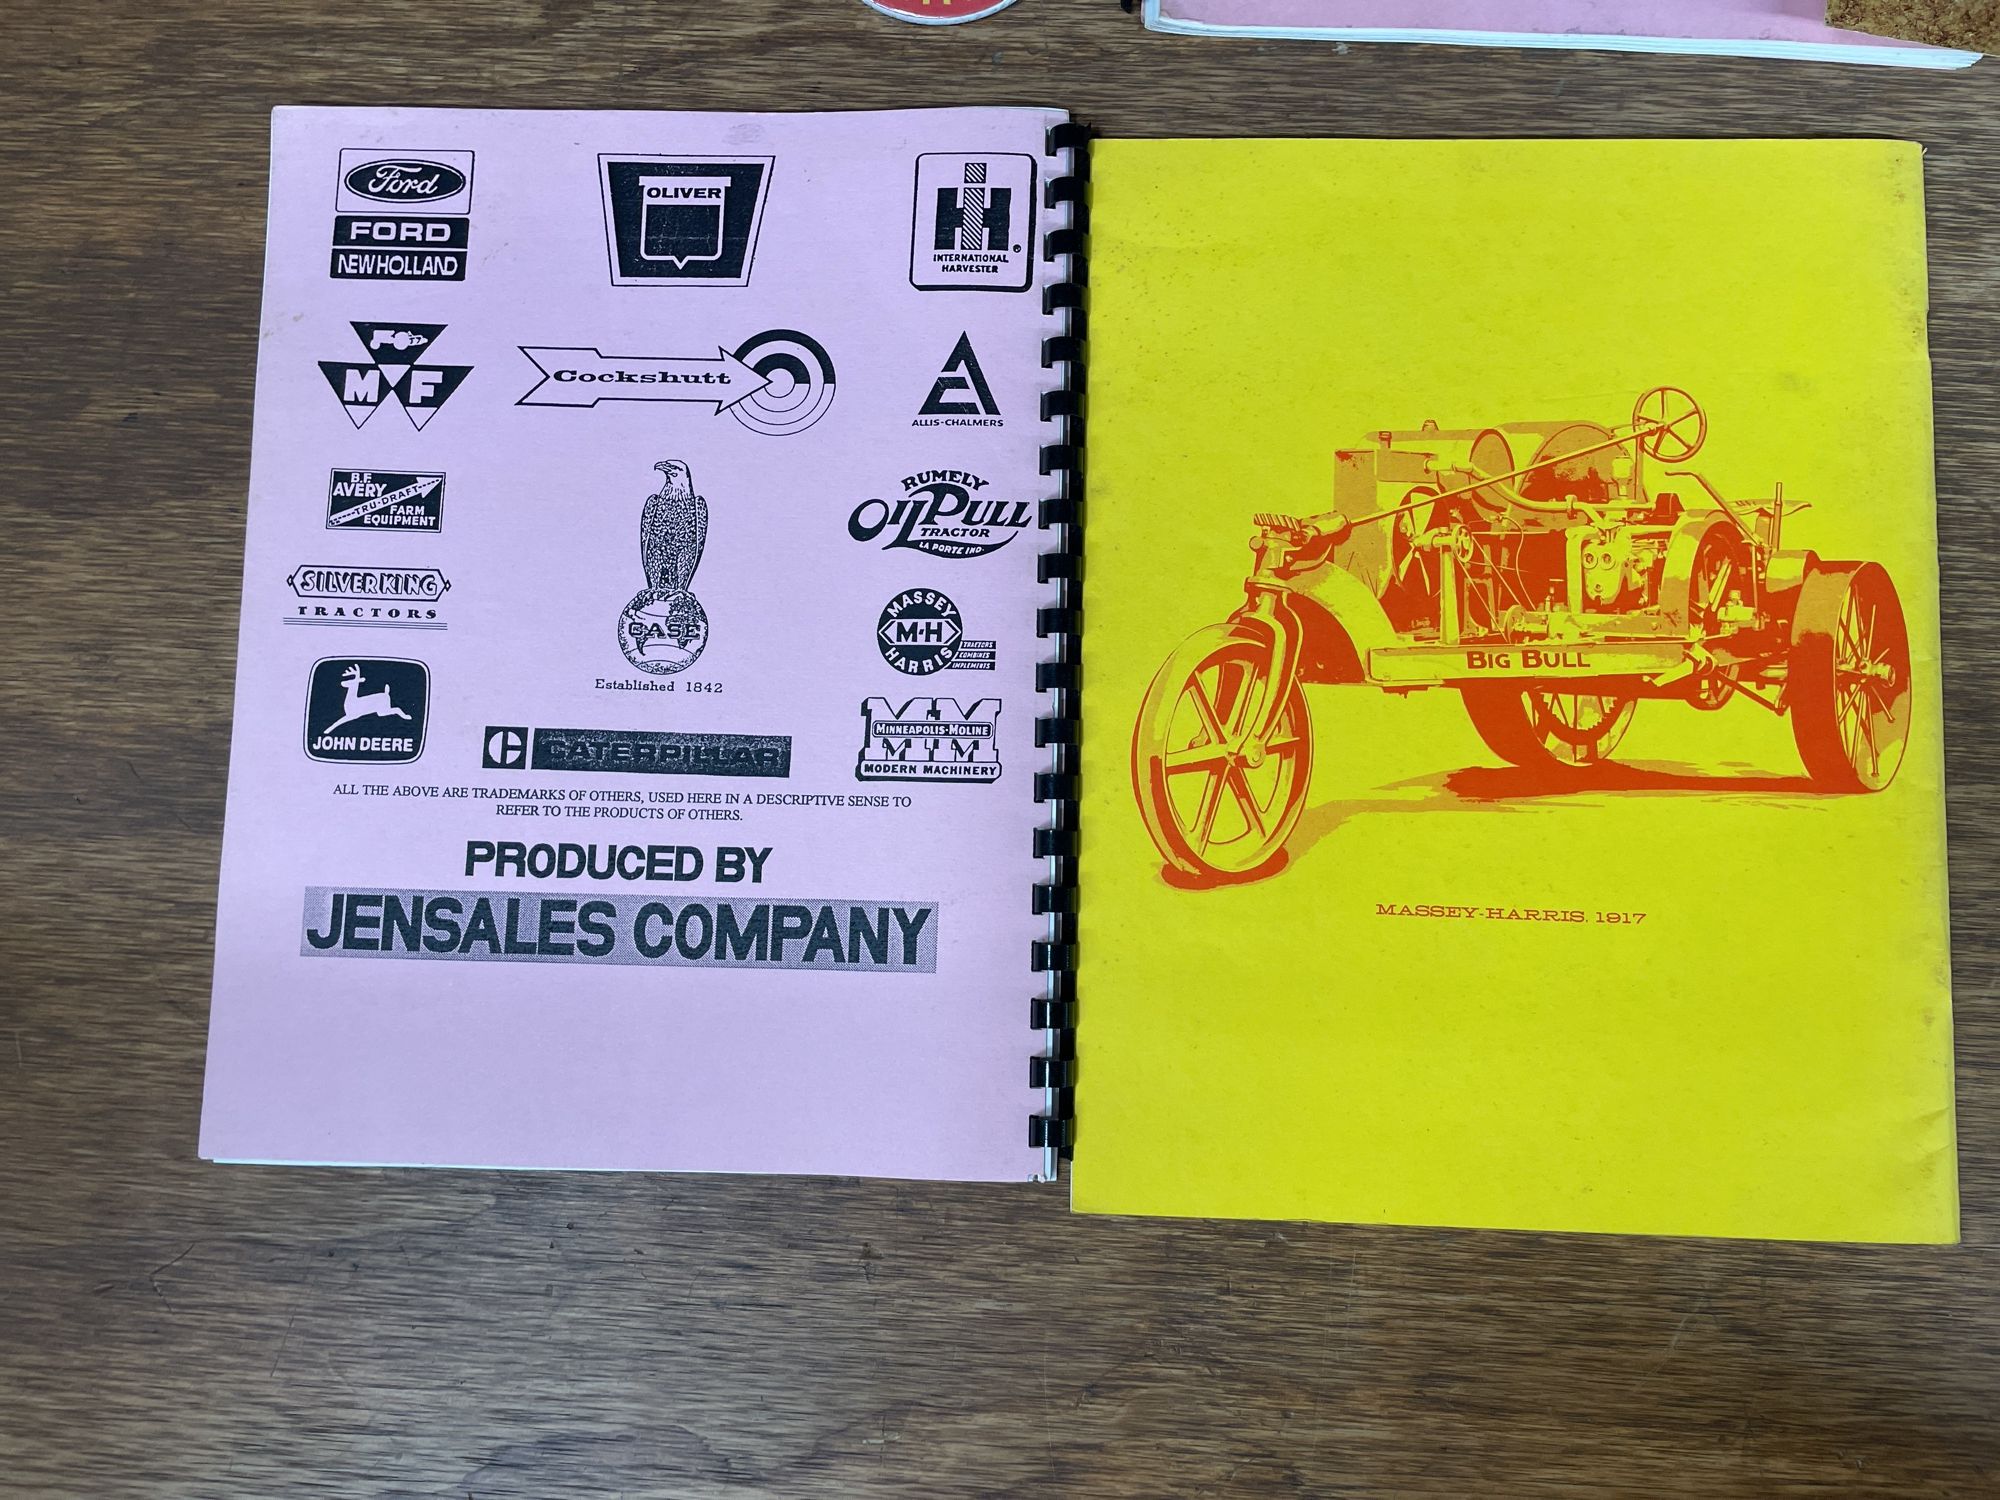 Ford
FORD
NEW HOLLAND
OLIVER
IH
INTERNATIONAL
HARVESTER
®
MF
Cockshutt
A
ALLIS-CHALMERS
B.F.
AVERY
TRU-DRAFT
FARM
EQUIPMENT
CASE
Established 1842
RUMELY
OILPULL
TRACTOR
LA PORTE IND.
SILVER KING
TRACTORS
MASSEY
M-H
HARRIS
TRACTORS
COMBINES
IMPLEMENTS
JOHN DEERE
C CATERPILLAR
MM
MINNEAPOLIS-MOLINE
MODERN MACHINERY
ALL THE ABOVE ARE TRADEMARKS OF OTHERS, USED HERE IN A DESCRIPTIVE SENSE TO
REFER TO THE PRODUCTS OF OTHERS.
PRODUCED BY
JENSALES COMPANY
BIG BULL
MASSEY-HARRIS, 1917